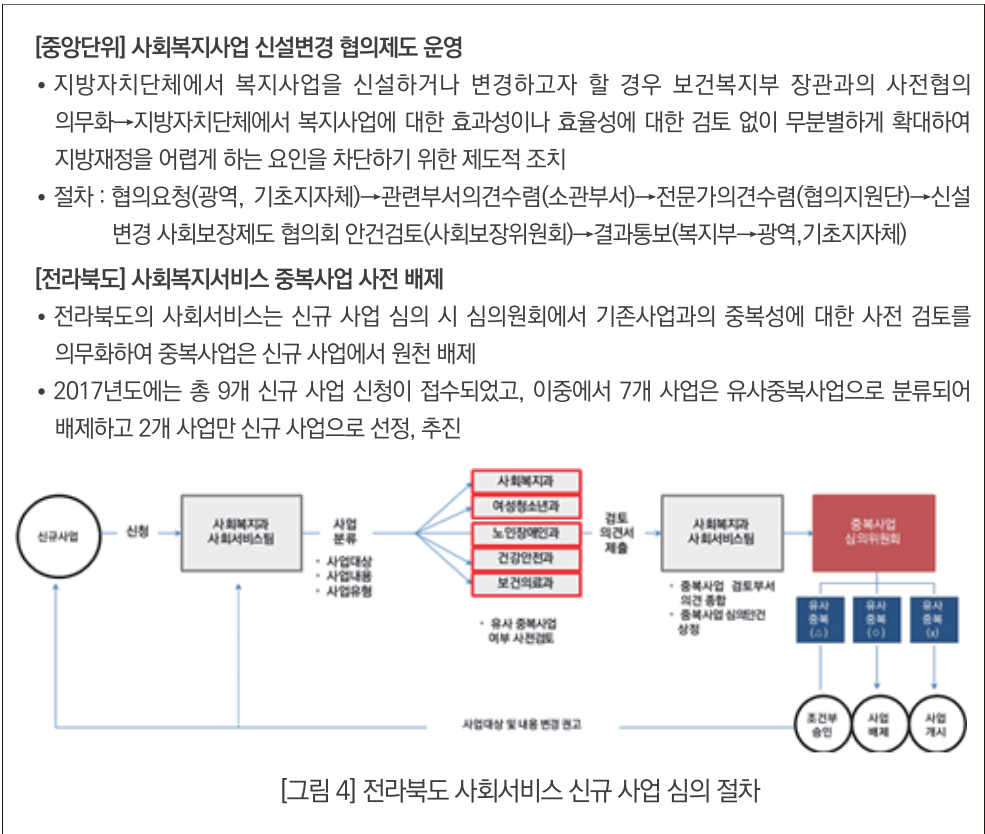 [중앙단위] 사회복지사업 신설변경 협의제도 운영
• 지방자치단체에서 복지사업을 신설하거나 변경하고자 할 경우 보건복지부 장관과의 사전협의
의무화→지방자치단체에서 복지사업에 대한 효과성이나 효율성에 대한 검토 없이 무분별하게 확대하여
지방재정을 어렵게 하는 요인을 차단하기 위한 제도적 조치
• 절차 : 협의요청(광역, 기초지자체)→관련부서의견수렴(소관부서)→전문가의견수렴(협의지원단)→신설
변경 사회보장제도 협의회 안건검토(사회보장위원회)→결과통보(복지부→광역,기초지자체)
[전라북도] 사회복지서비스 중복사업 사전 배제
• 전라북도의 사회서비스는 신규 사업 심의 시 심의원회에서 기존사업과의 중복성에 대한 사전 검토를
의무화하여 중복사업은 신규 사업에서 원천 배제
• 2017년도에는 총 9개 신규 사업 신청이 접수되었고, 이중에서 7개 사업은 유사중복사업으로 분류되어
배제하고 2개 사업만 신규 사업으로 선정, 추진
신규사업
신청
사회복지과
사회서비스팀
사업
분류
• 사업대상
• 사업내용
• 사업유형
사회복지과
여성청소년과
노인장애인과
건강안전과
보건의료과
• 유사 중복사업
여부 사전검토
검토
의견서
제출
사회복지과
사회서비스팀
• 중복사업 검토부서
의견 종합
• 중복사업 심의안건
상정
중복사업
심의위원회
유사
중복
(△)
유사
중복
(○)
유사
중복
(x)
조건부
승인
사업
배제
사업
개시
사업대상 및 내용 변경 권고
[그림 4] 전라북도 사회서비스 신규 사업 심의 절차